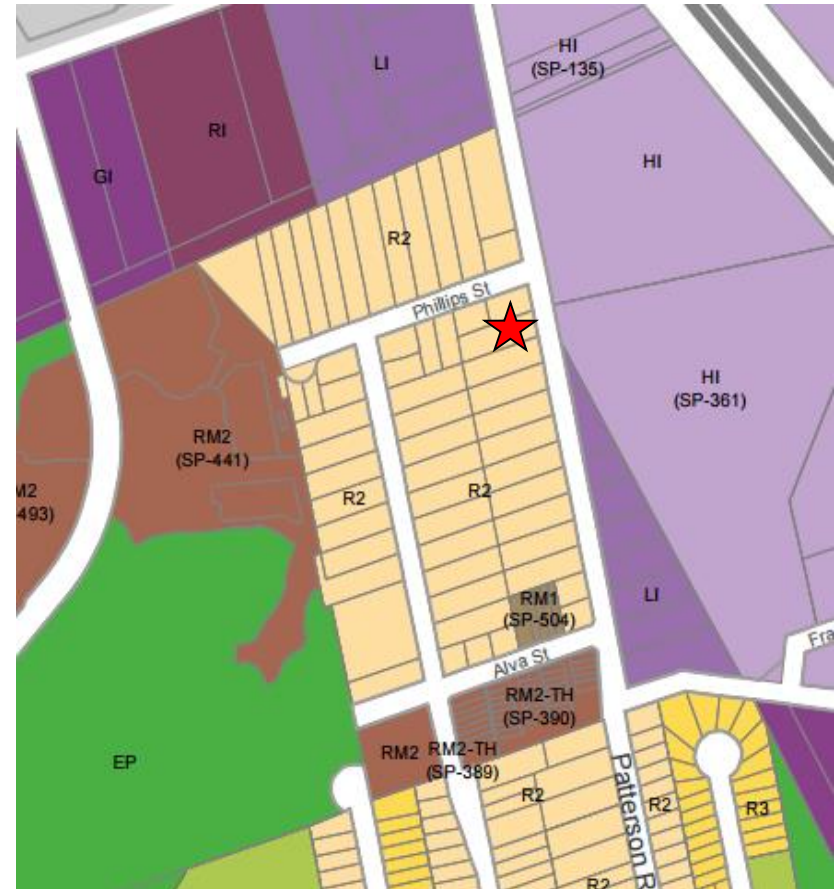 HI
(SP-135)
LI
RI
HI
GI
R2
Phillips St
HI
(SP-361)
RM2
(SP-441)
R2
R2
M2
493)
RM1
(SP-504)
LI
Fra
Alva St
RM2-TH
(SP-390)
RM2
RM2-TH
(SP-389)
EP
Patterson R
R2
R2
R3
R2